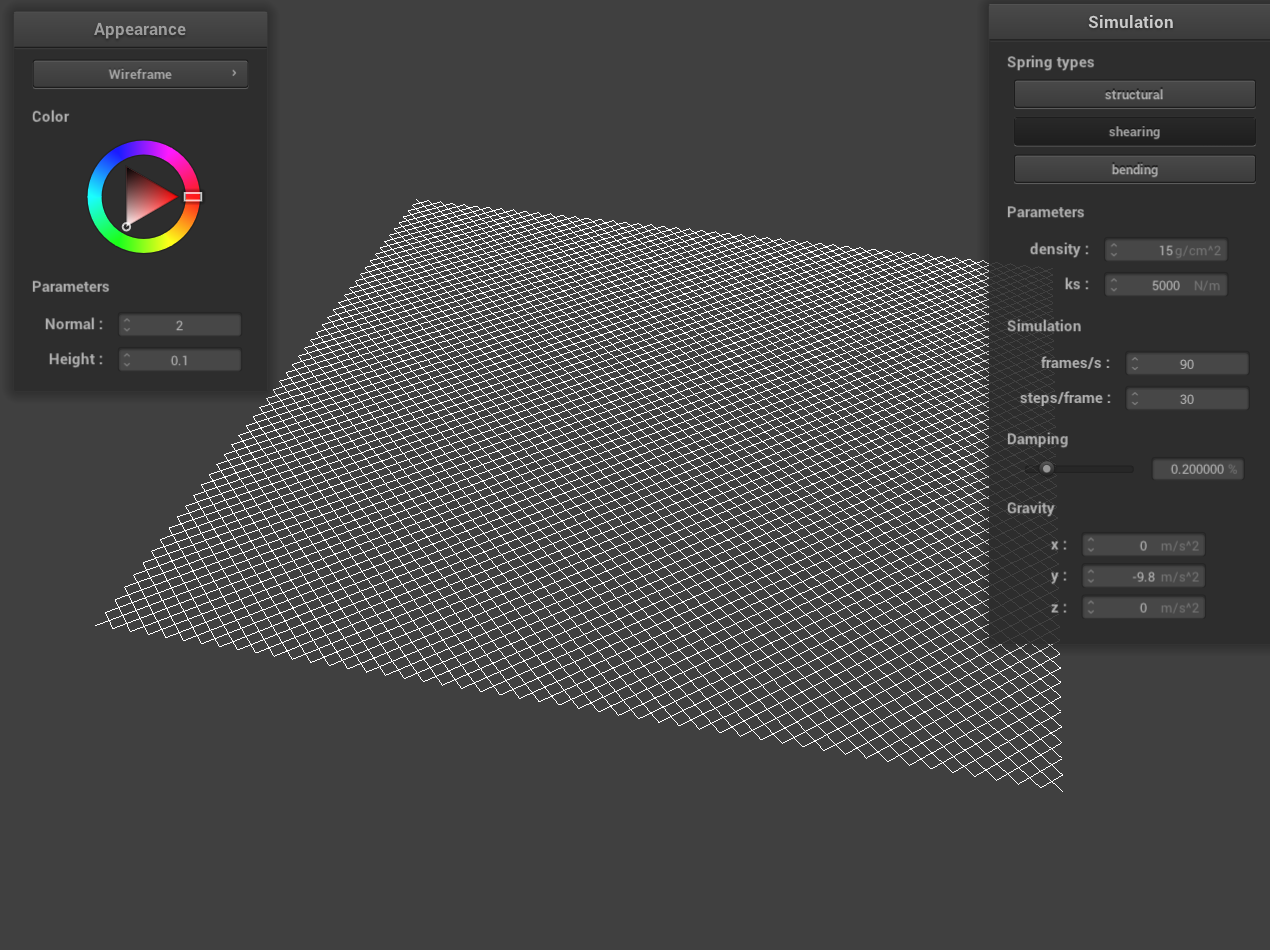 Appearance
Wireframe ›
Color
Parameters
Normal : 2
Height : 0.1
Simulation
Spring types
structural
shearing
bending
Parameters
density : 15 g/cm^2
ks : 5000 N/m
Simulation
frames/s : 90
steps/frame : 30
Damping
0.200000 %
Gravity
x : 0 m/s^2
y : -9.8 m/s^2
z : 0 m/s^2